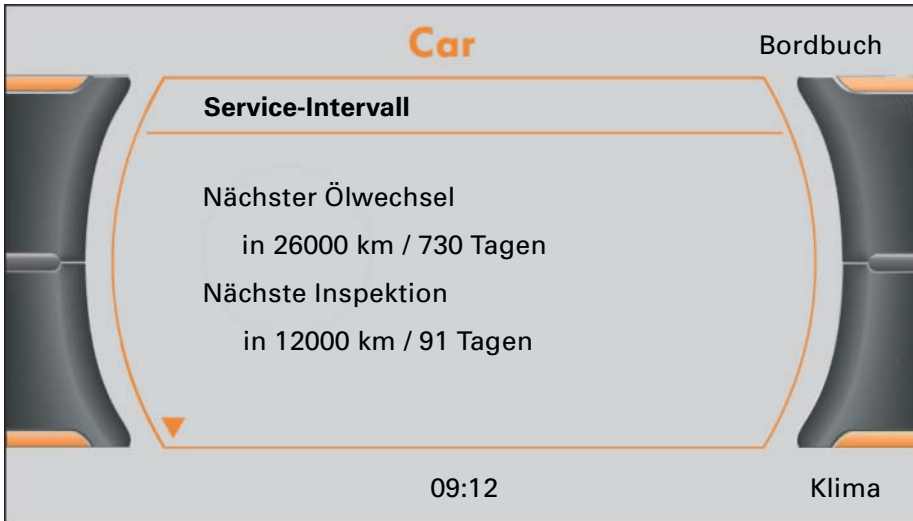 Car
Bordbuch
Service-Intervall
Nächster Ölwechsel
in 26000 km / 730 Tagen
Nächste Inspektion
in 12000 km / 91 Tagen
09:12
Klima